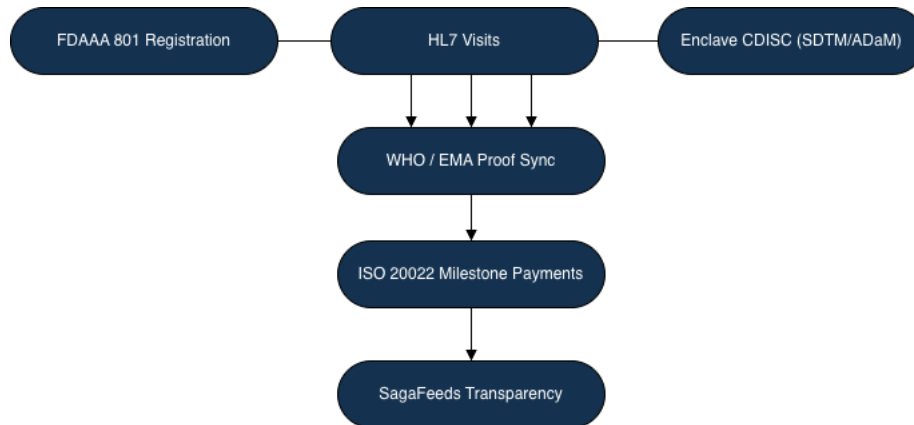 FDAAA 801 Registration
HL7 Visits
Enclave CDISC (SDTM/ADaM)
WHO / EMA Proof Sync
ISO 20022 Milestone Payments
SagaFeeds Transparency